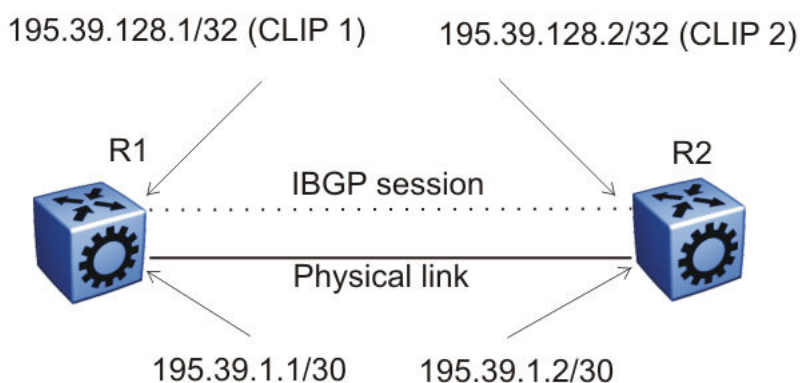 195.39.128.1/32 (CLIP 1)
195.39.128.2/32 (CLIP 2)
R1
R2
IBGP session
Physical link
195.39.1.1/30
195.39.1.2/30